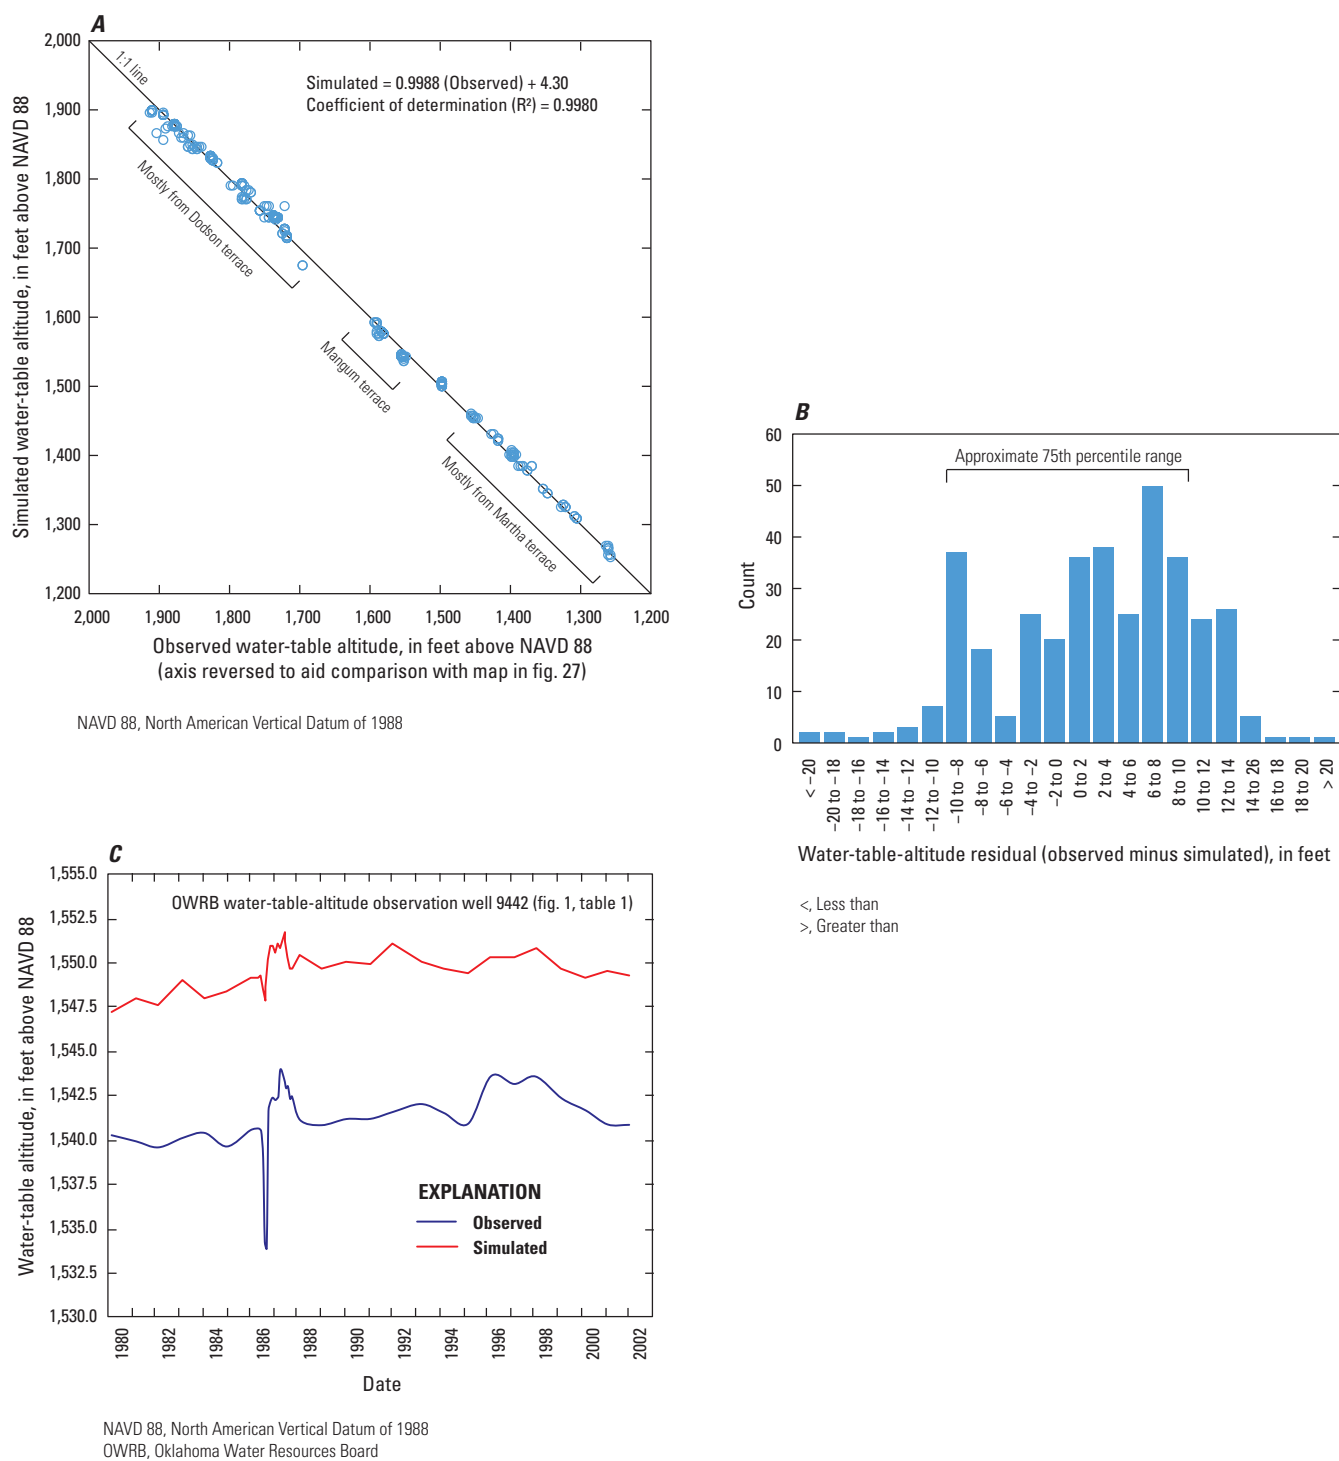 A
2,000
1,900
1,800
1,700
1,600
1,500
1,400
1,300
1,200
Simulated water-table altitude, in feet above NAVD 88
1:1 line
Simulated = 0.9988 (Observed) + 4.30
Coefficient of determination (R²) = 0.9980
Mostly from Dodson terrace
Mangum terrace
Mostly from Martha terrace
2,000 1,900 1,800 1,700 1,600 1,500 1,400 1,300 1,200
Observed water-table altitude, in feet above NAVD 88
(axis reversed to aid comparison with map in fig. 27)
NAVD 88, North American Vertical Datum of 1988
B
60
50
40
30
20
10
0
Count
Approximate 75th percentile range
< –20
–20 to –18
–18 to –16
–16 to –14
–14 to –12
–12 to –10
–10 to –8
–8 to –6
–6 to –4
–4 to –2
–2 to 0
0 to 2
2 to 4
4 to 6
6 to 8
8 to 10
10 to 12
12 to 14
14 to 26
16 to 18
18 to 20
> 20
Water-table-altitude residual (observed minus simulated), in feet
<, Less than
>, Greater than
C
1,555.0
1,552.5
1,550.0
1,547.5
1,545.0
1,542.5
1,540.0
1,537.5
1,535.0
1,532.5
1,530.0
Water-table altitude, in feet above NAVD 88
OWRB water-table-altitude observation well 9442 (fig. 1, table 1)
EXPLANATION
Observed
Simulated
1980
1982
1984
1986
1988
1990
1992
1994
1996
1998
2000
2002
Date
NAVD 88, North American Vertical Datum of 1988
OWRB, Oklahoma Water Resources Board